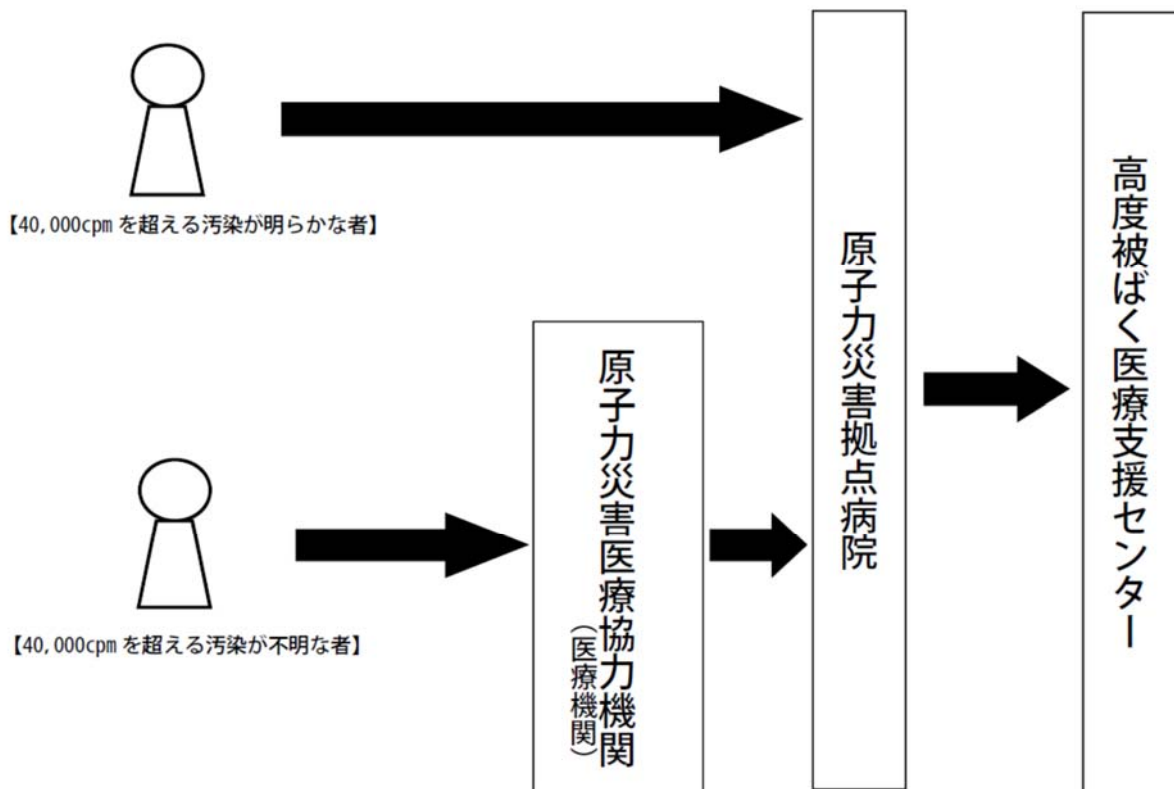 【40,000cpm を超える汚染が明らかな者】
【40,000cpm を超える汚染が不明な者】
原子力災害医療協力機関
（医療機関）
原子力災害拠点病院
高度被ばく医療支援センター